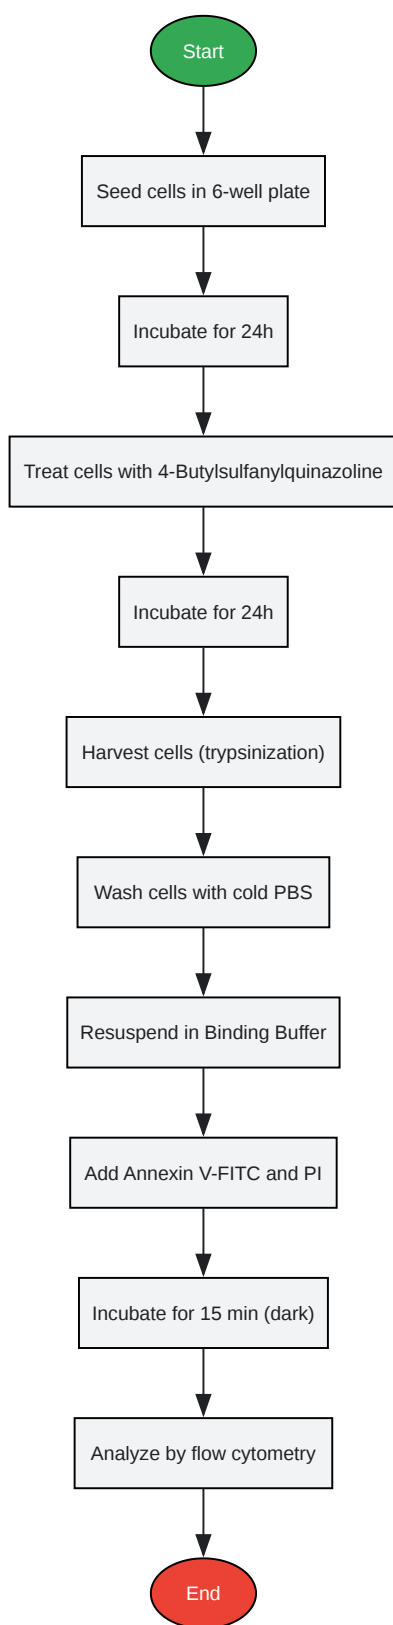 Start
Seed cells in 6-well plate
Incubate for 24h
Treat cells with 4-Butylsulfanylquinazoline
Incubate for 24h
Harvest cells (trypsinization)
Wash cells with cold PBS
Resuspend in Binding Buffer
Add Annexin V-FITC and PI
Incubate for 15 min (dark)
Analyze by flow cytometry
End